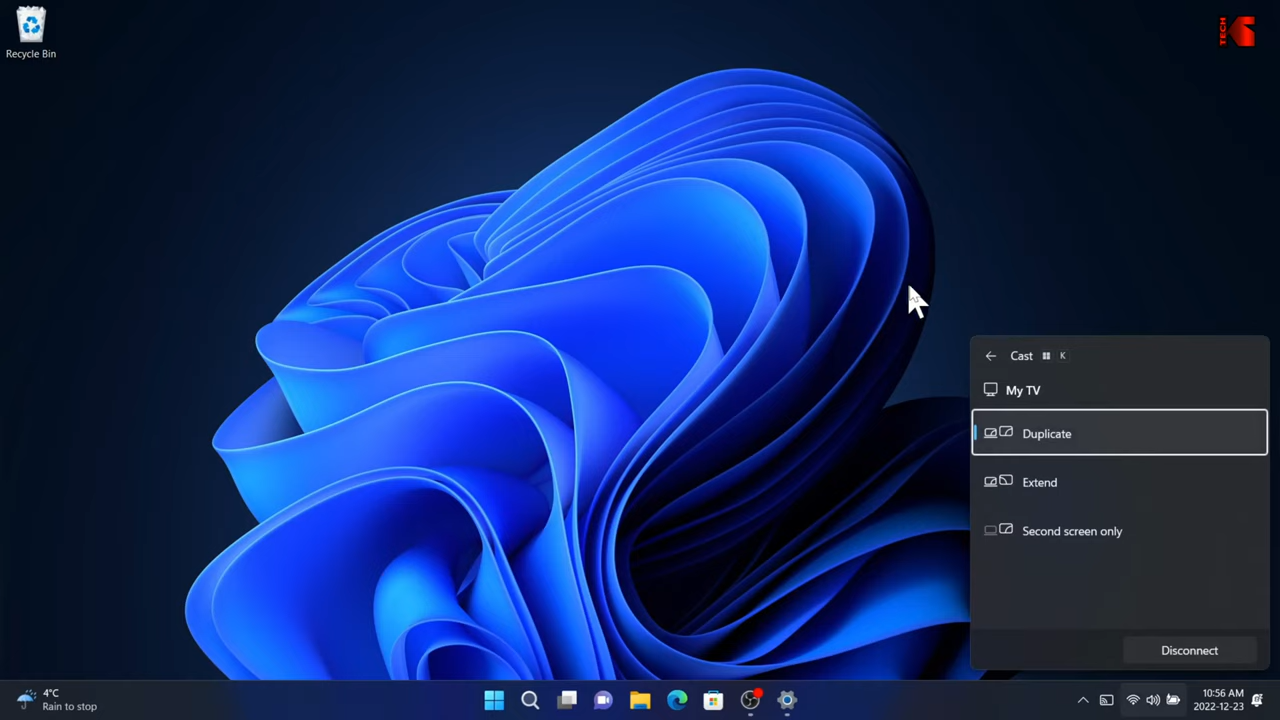 Recycle Bin
TECH K
Cast K
My TV
Duplicate
Extend
Second screen only
Disconnect
4°C
Rain to stop
10:56 AM
2022-12-23